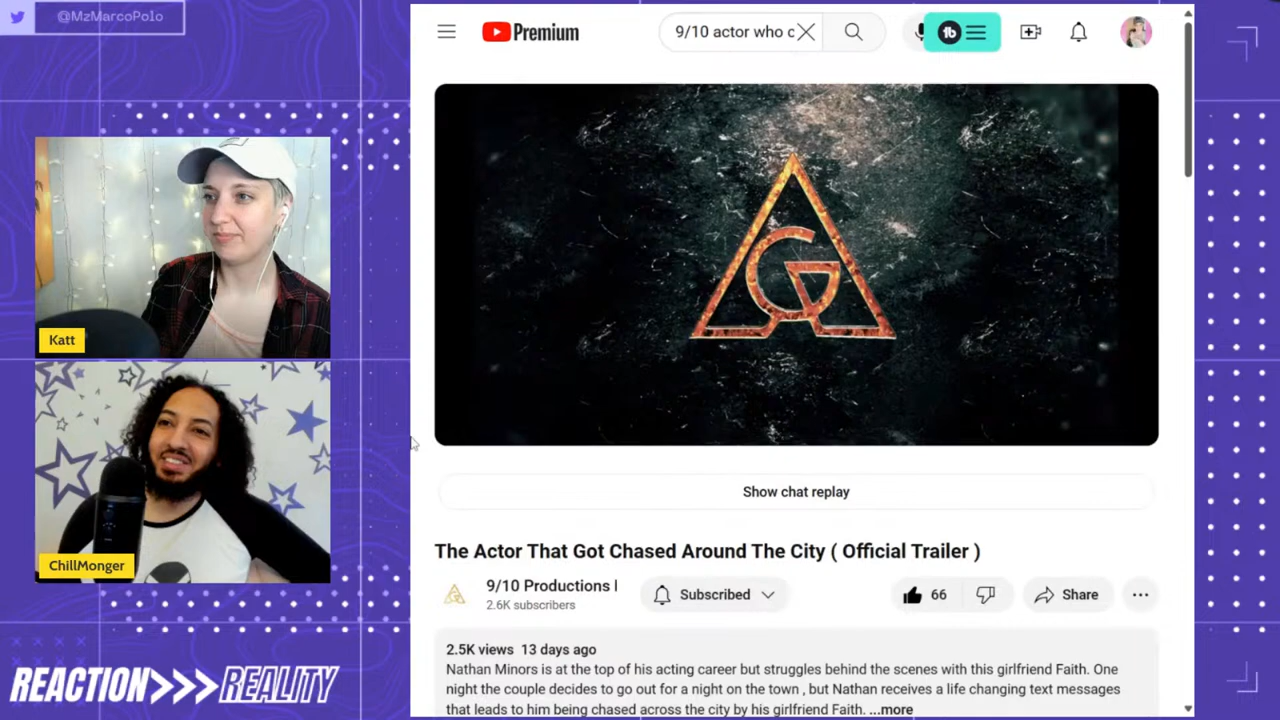 @MzMarcoPolo
Premium
9/10 actor who c
Katt
ChillMonger
REACTION>>>REALITY
Show chat replay
The Actor That Got Chased Around The City ( Official Trailer )
9/10 Productions
2.6K subscribers
Subscribed
66
Share
2.5K views 13 days ago
Nathan Minors is at the top of his acting career but struggles behind the scenes with this girlfriend Faith. One
night the couple decides to go out for a night on the town , but Nathan receives a life changing text messages
that leads to him being chased across the city by his girlfriend Faith. ...more